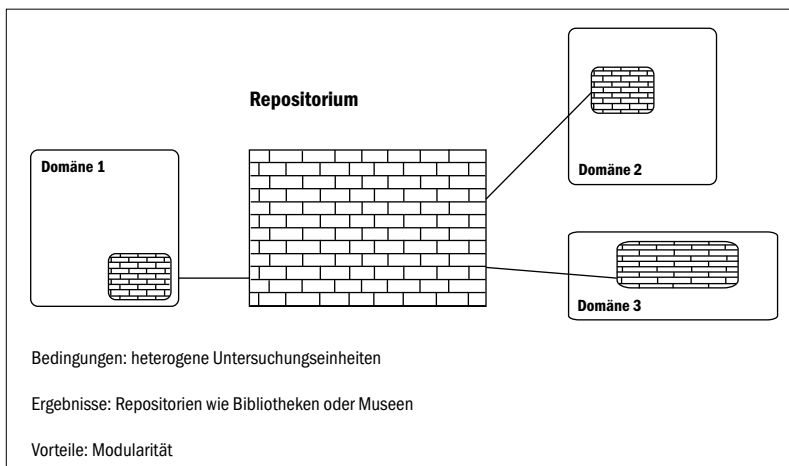 Repositorium
Domäne 1
Domäne 2
Domäne 3
Bedingungen: heterogene Untersuchungseinheiten
Ergebnisse: Repositorien wie Bibliotheken oder Museen
Vorteile: Modularität